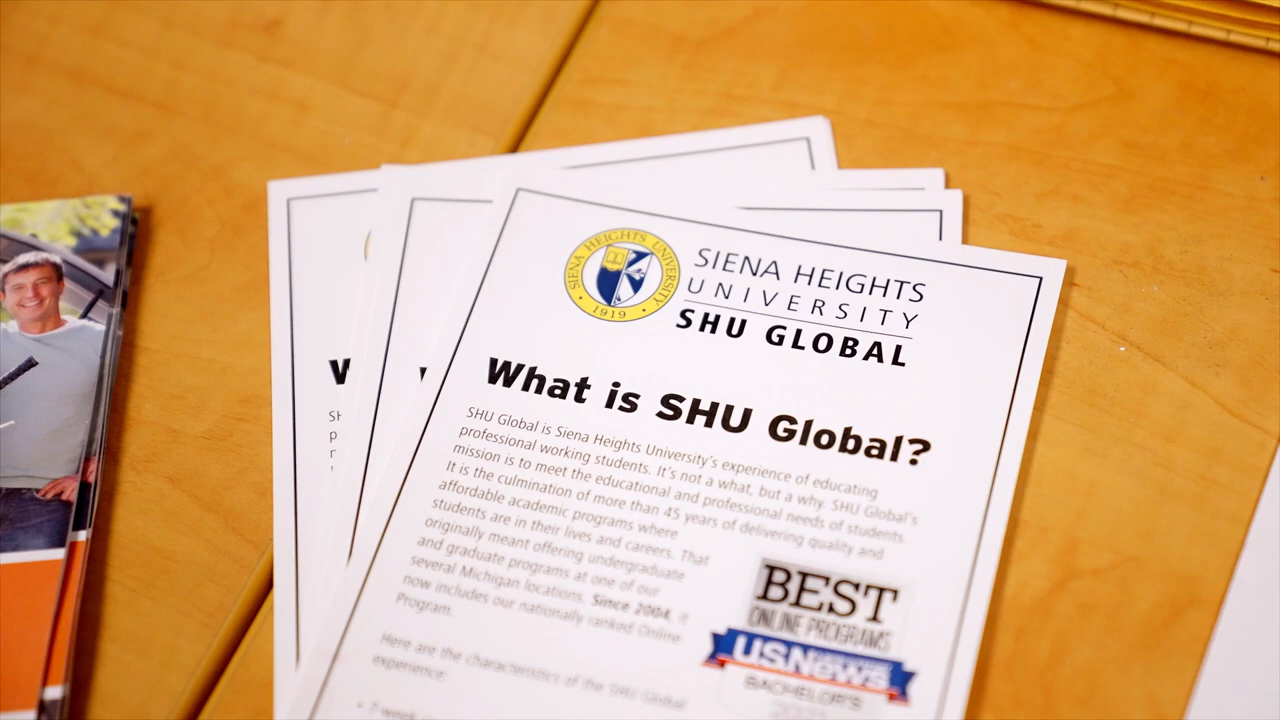 SIENA HEIGHTS UNIVERSITY
1919
SIENA HEIGHTS
UNIVERSITY
SHU GLOBAL
What is SHU Global?
SHU Global is Siena Heights University's experience of educating
professional working students. It's not a what, but a why. SHU Global's
mission is to meet the educational and professional needs of students.
It is the culmination of more than 45 years of delivering quality and
affordable academic programs where
students are in their lives and careers. That
originally meant offering undergraduate
and graduate programs at one of our
several Michigan locations. Since 2004, it
now includes our nationally ranked Online
Program.
BEST
ONLINE PROGRAMS
U.S.News
BACHELOR'S
Here are the characteristics of the SHU Global
experience: